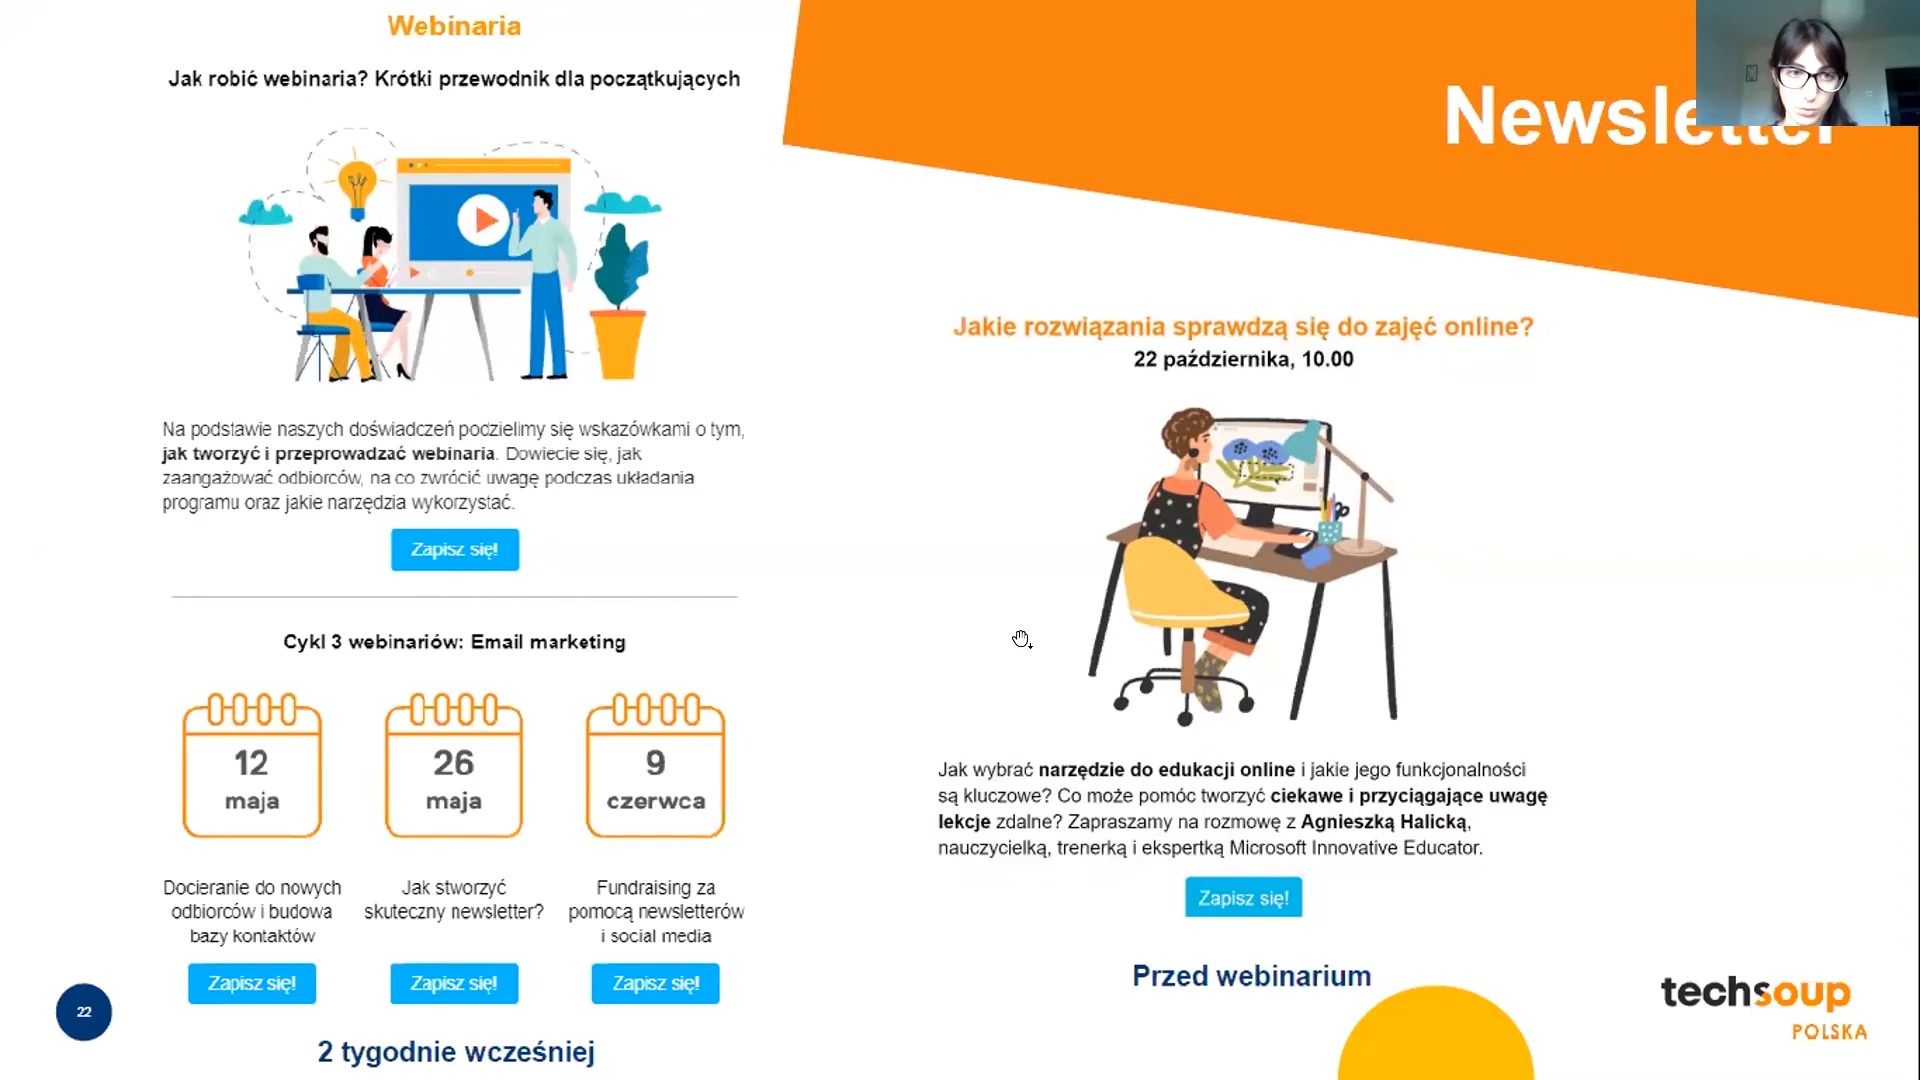 Webinaria
Jak robić webinaria? Krótki przewodnik dla początkujących
Na podstawie naszych doświadczeń podzielimy się wskazówkami o tym,
jak tworzyć i przeprowadzać webinaria. Dowiecie się, jak
zaangażować odbiorców, na co zwrócić uwagę podczas układania
programu oraz jakie narzędzia wykorzystać.
Zapisz się!
Cykl 3 webinariów: Email marketing
12
maja
26
maja
9
czerwca
Docieranie do nowych
odbiorców i budowa
bazy kontaktów
Jak stworzyć
skuteczny newsletter?
Fundraising za
pomocą newsletterów
i social media
Zapisz się!
Zapisz się!
Zapisz się!
22
2 tygodnie wcześniej
Newsletter
Jakie rozwiązania sprawdzą się do zajęć online?
22 października, 10.00
Jak wybrać narzędzie do edukacji online i jakie jego funkcjonalności
są kluczowe? Co może pomóc tworzyć ciekawe i przyciągające uwagę
lekcje zdalne? Zapraszamy na rozmowę z Agnieszką Halicką,
nauczycielką, trenerką i ekspertką Microsoft Innovative Educator.
Zapisz się!
Przed webinarium
techsoup
POLSKA